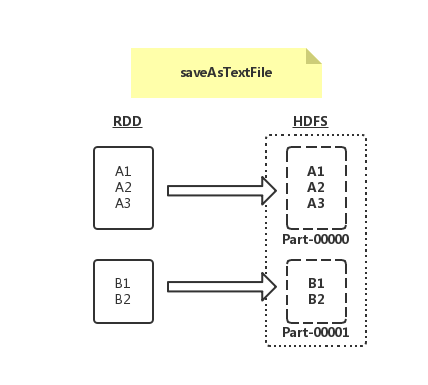 saveAsTextFile
RDD
HDFS
A1
A2
A3
A1
A2
A3
Part-00000
B1
B2
B1
B2
Part-00001